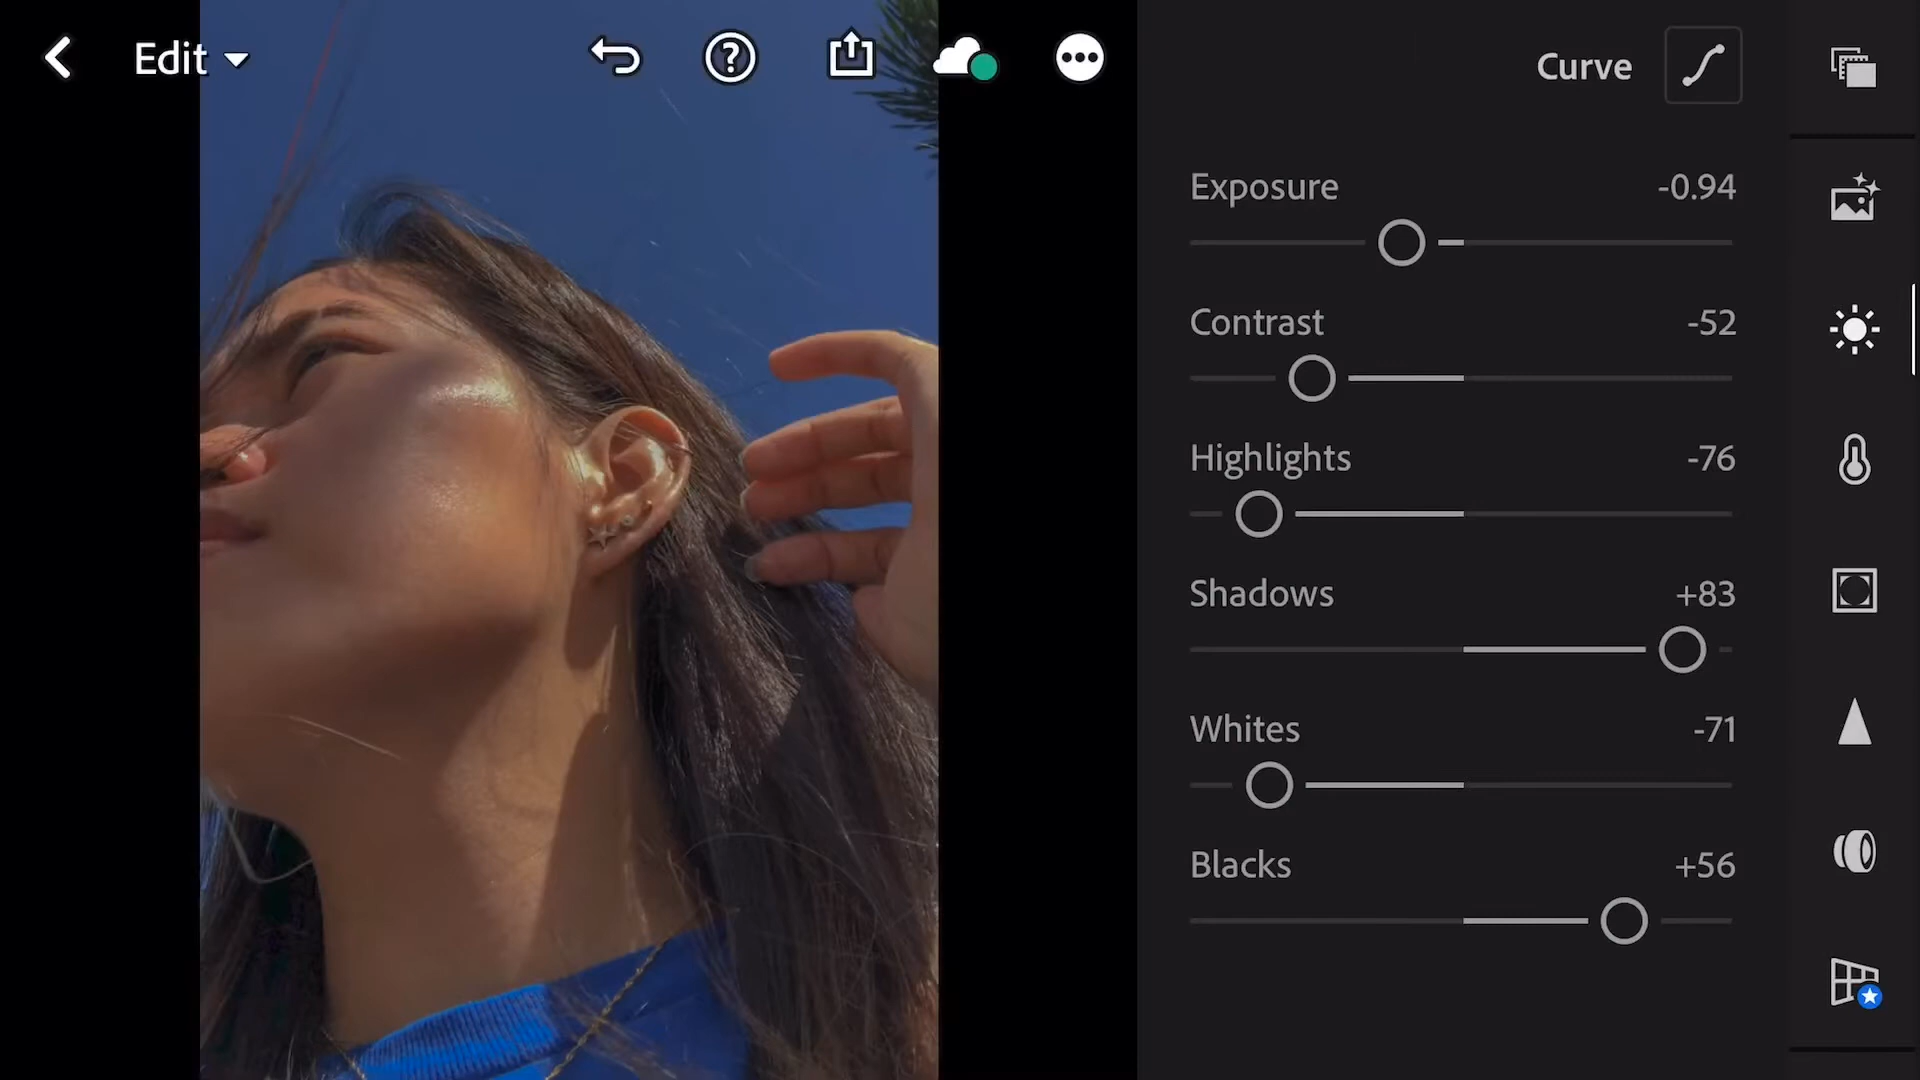 Edit
Curve
Exposure -0.94
Contrast -52
Highlights -76
Shadows +83
Whites -71
Blacks +56